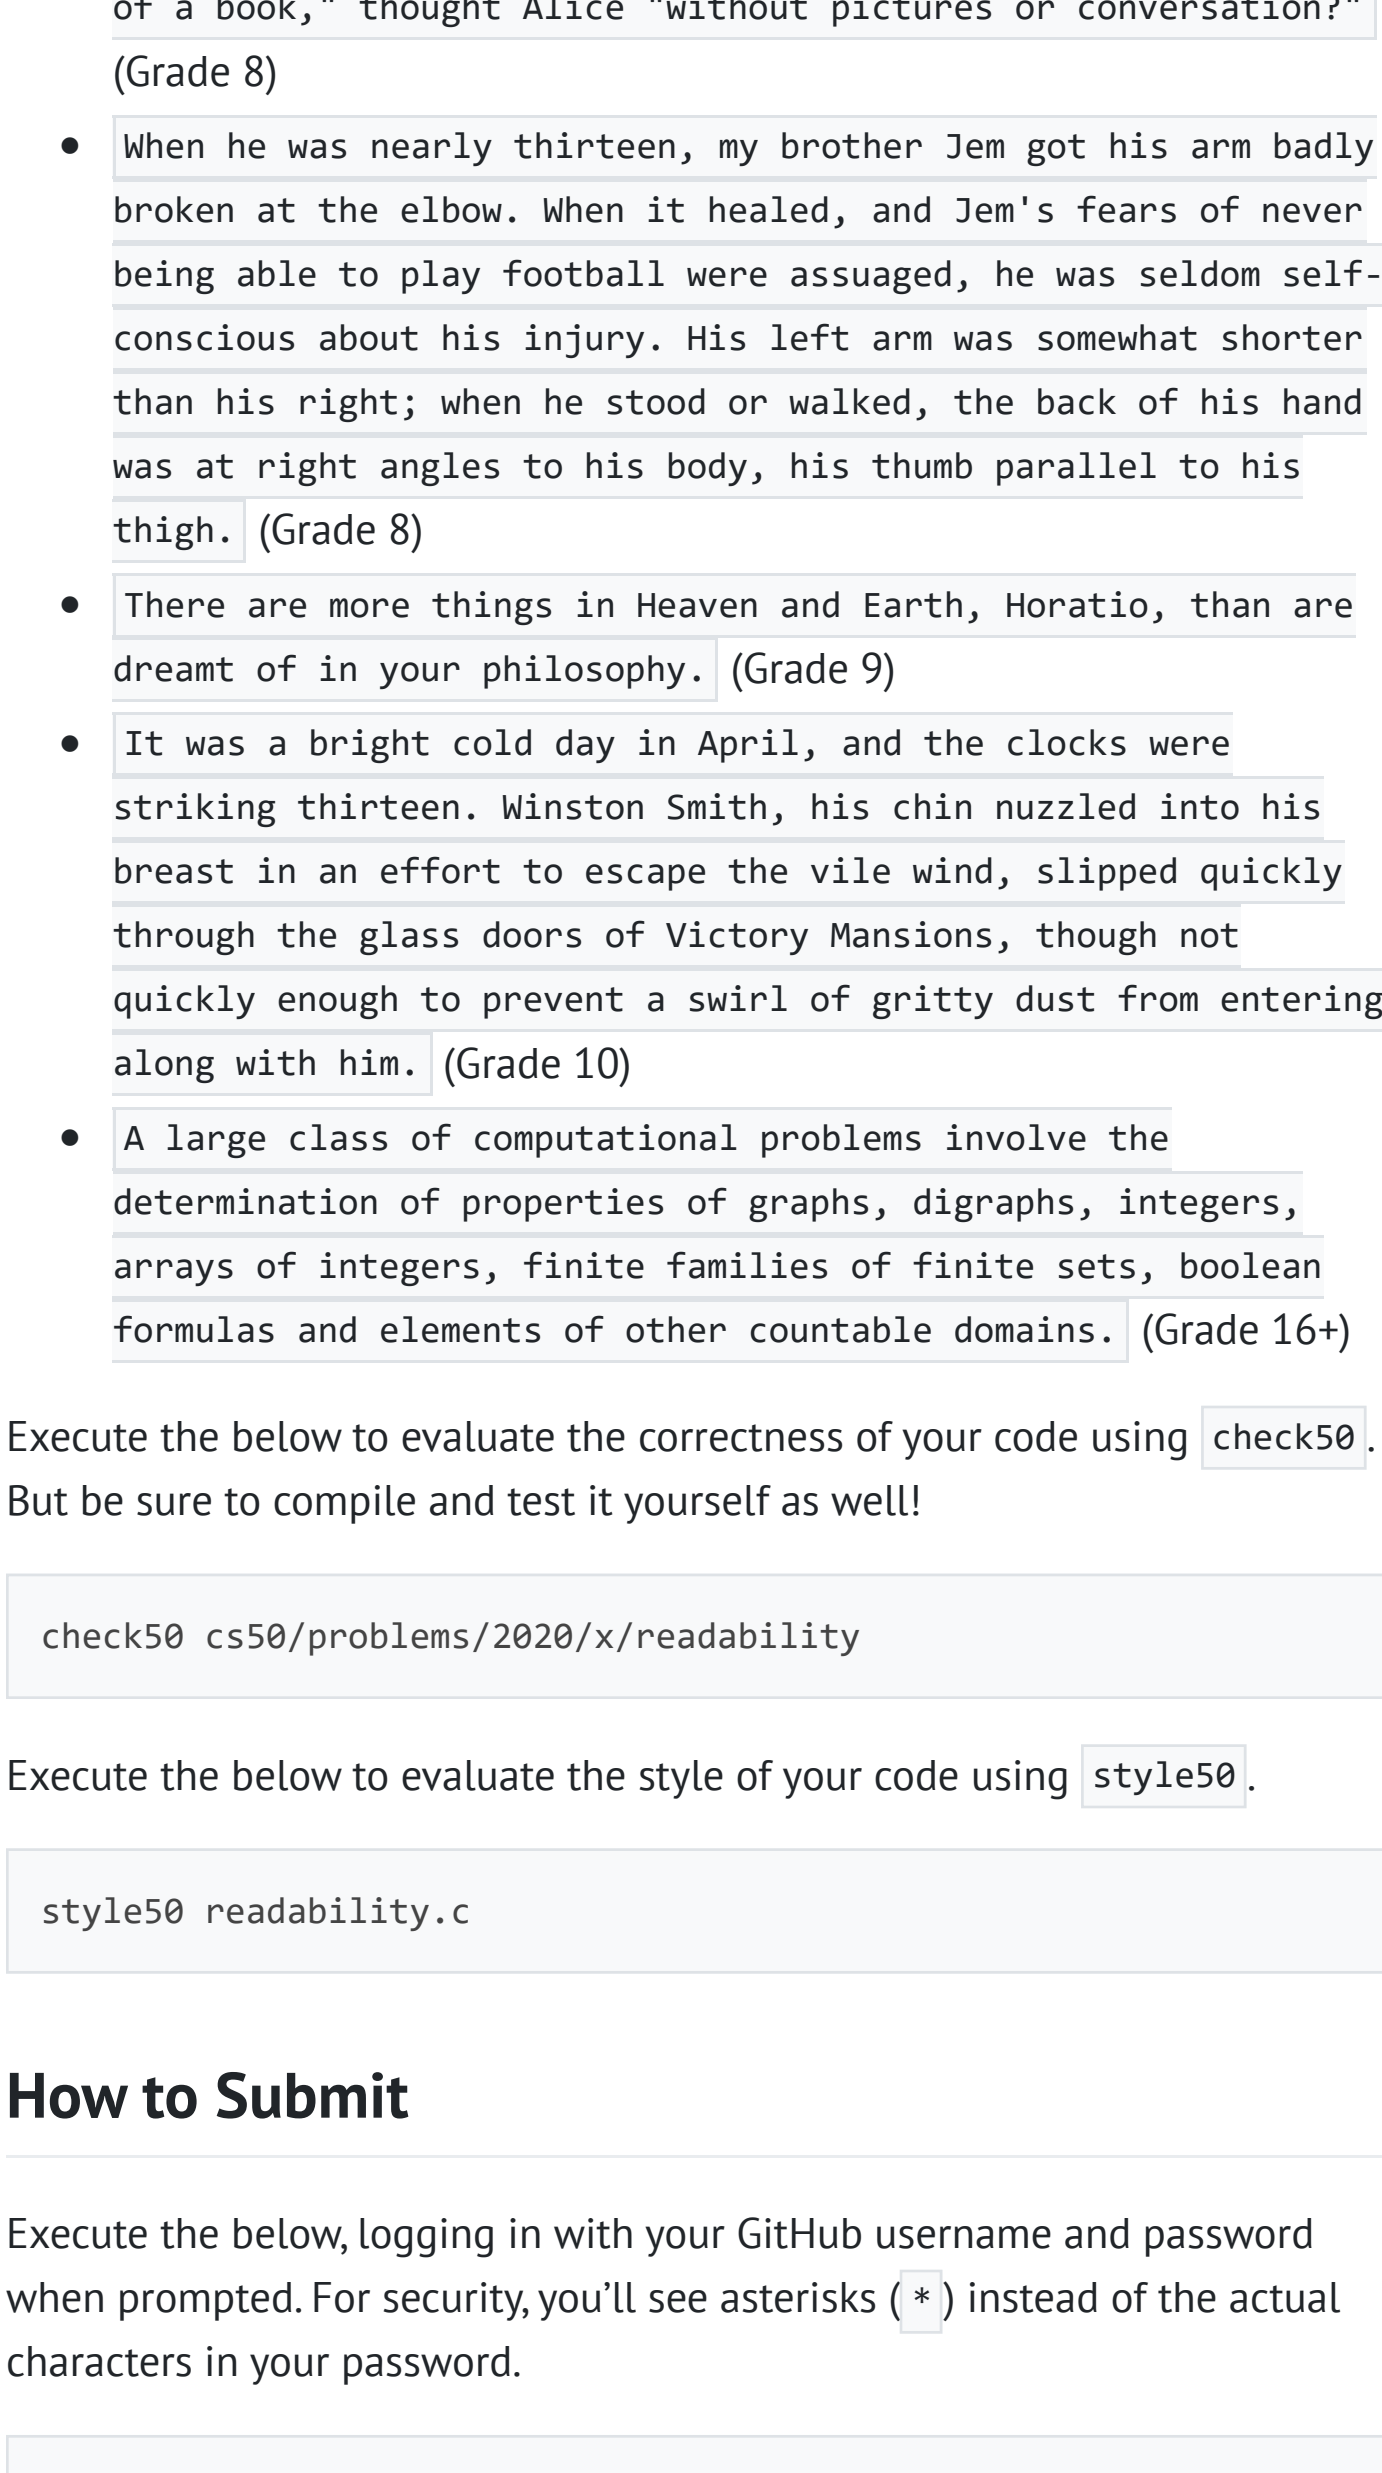 of a book," thought Alice "without pictures or conversation?"
(Grade 8)
• When he was nearly thirteen, my brother Jem got his arm badly
broken at the elbow. When it healed, and Jem's fears of never
being able to play football were assuaged, he was seldom self-
conscious about his injury. His left arm was somewhat shorter
than his right; when he stood or walked, the back of his hand
was at right angles to his body, his thumb parallel to his
thigh. (Grade 8)
• There are more things in Heaven and Earth, Horatio, than are
dreamt of in your philosophy. (Grade 9)
• It was a bright cold day in April, and the clocks were
striking thirteen. Winston Smith, his chin nuzzled into his
breast in an effort to escape the vile wind, slipped quickly
through the glass doors of Victory Mansions, though not
quickly enough to prevent a swirl of gritty dust from entering
along with him. (Grade 10)
• A large class of computational problems involve the
determination of properties of graphs, digraphs, integers,
arrays of integers, finite families of finite sets, boolean
formulas and elements of other countable domains. (Grade 16+)
Execute the below to evaluate the correctness of your code using check50.
But be sure to compile and test it yourself as well!
check50 cs50/problems/2020/x/readability
Execute the below to evaluate the style of your code using style50.
style50 readability.c
How to Submit
Execute the below, logging in with your GitHub username and password
when prompted. For security, you’ll see asterisks (*) instead of the actual
characters in your password.